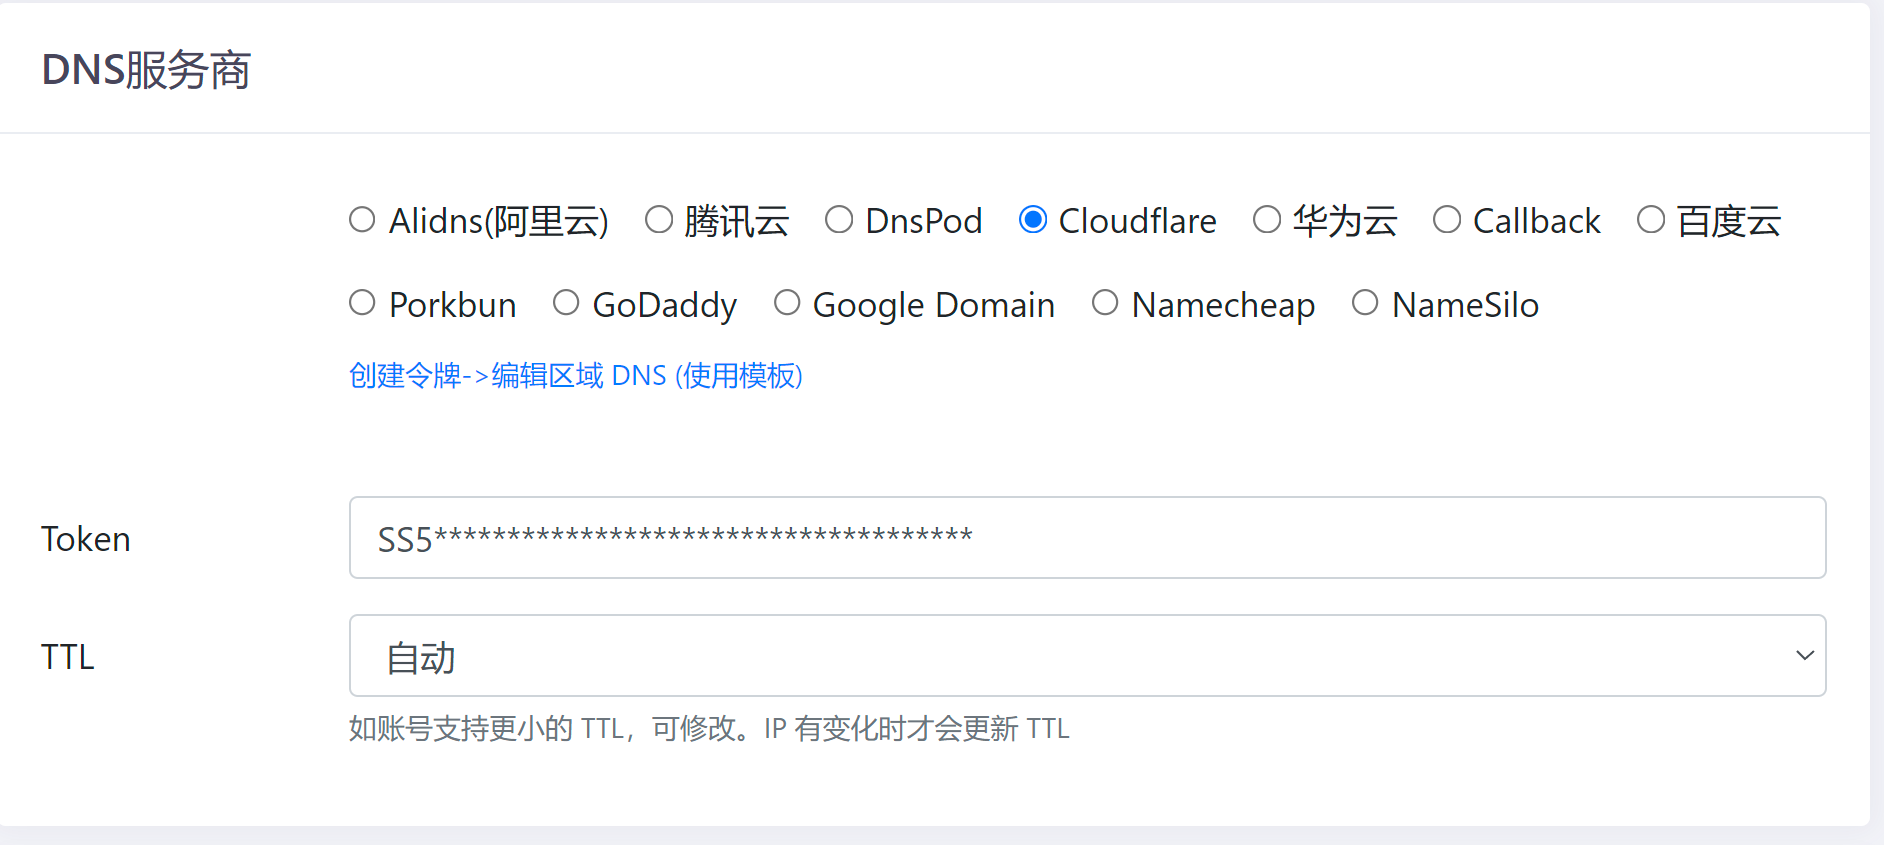 DNS服务商
Alidns(阿里云) 腾讯云 DnsPod Cloudflare 华为云 Callback 百度云
Porkbun GoDaddy Google Domain Namecheap NameSilo
创建令牌->编辑区域 DNS (使用模板)
Token SS5*************************************
TTL 自动
如账号支持更小的 TTL，可修改。IP 有变化时才会更新 TTL